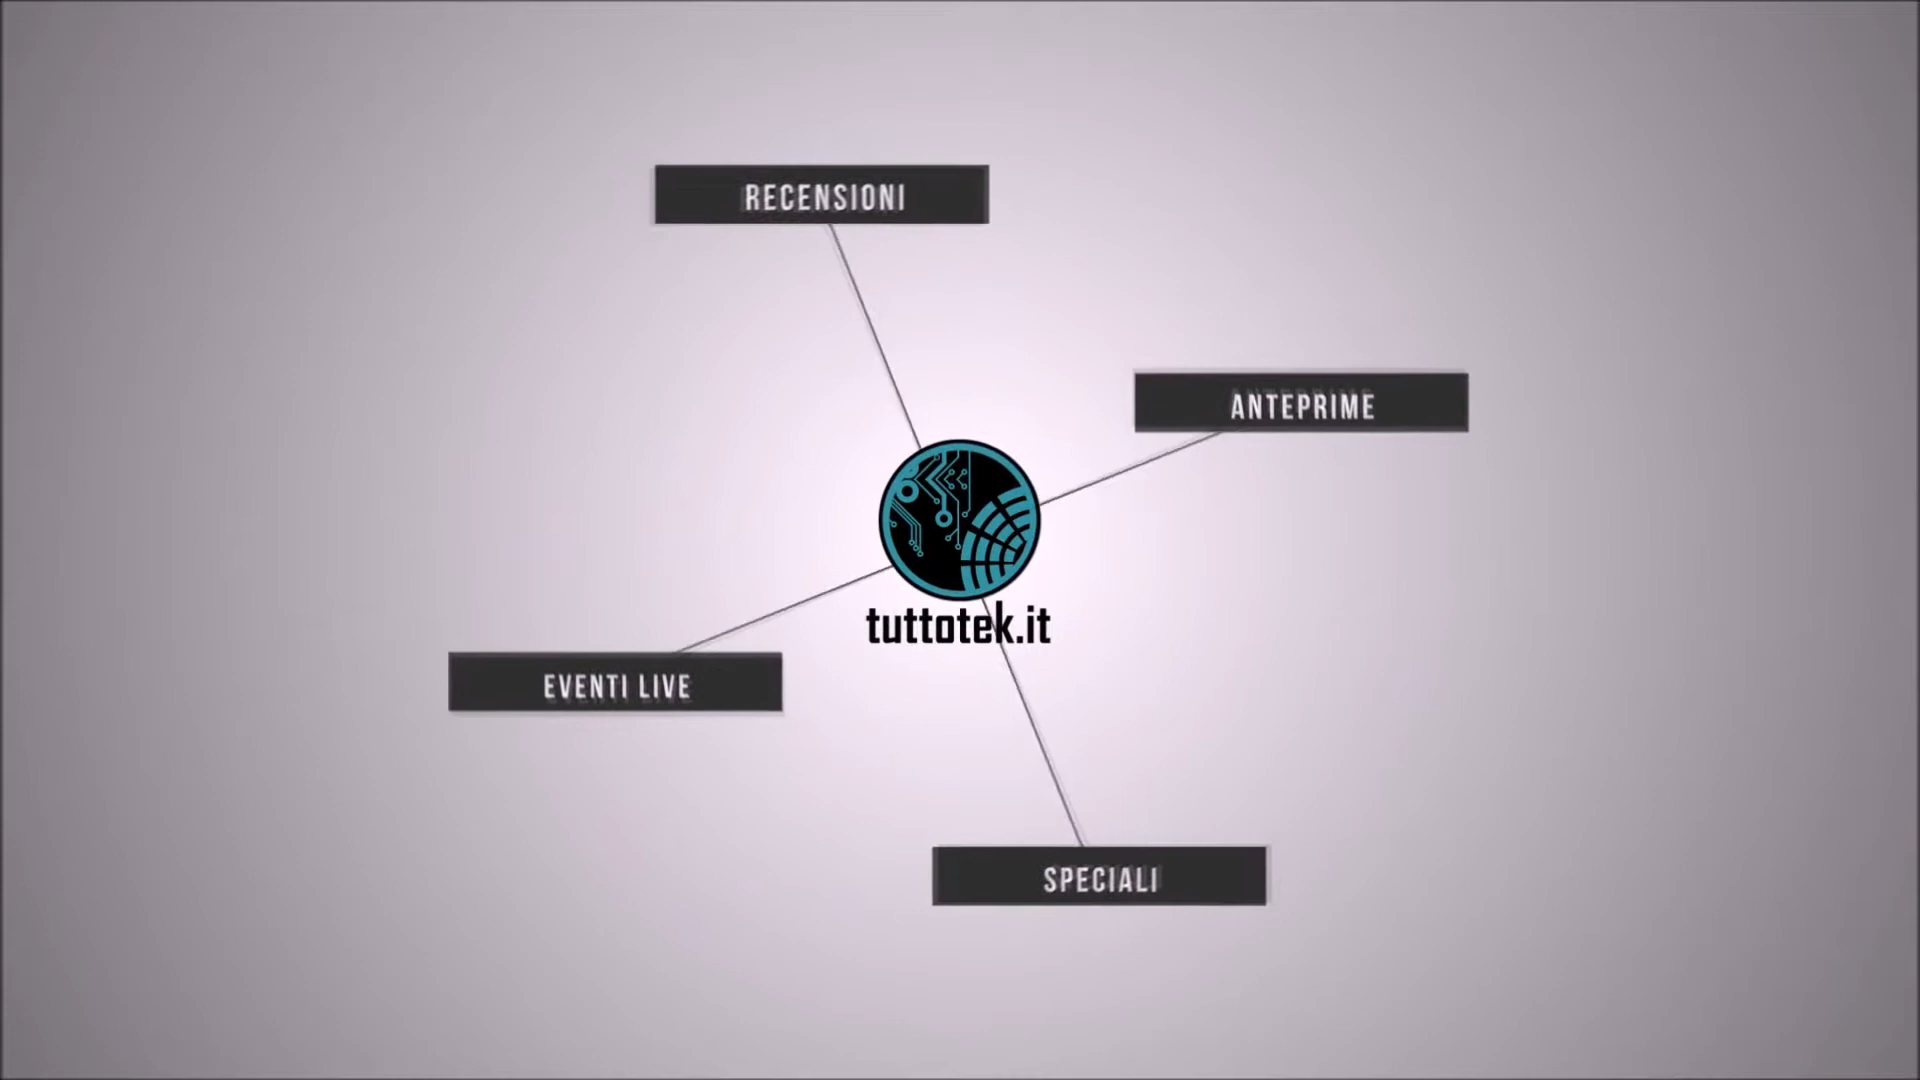 RECENSIONI
ANTEPRIME
tuttotek.it
EVENTI LIVE
SPECIALI